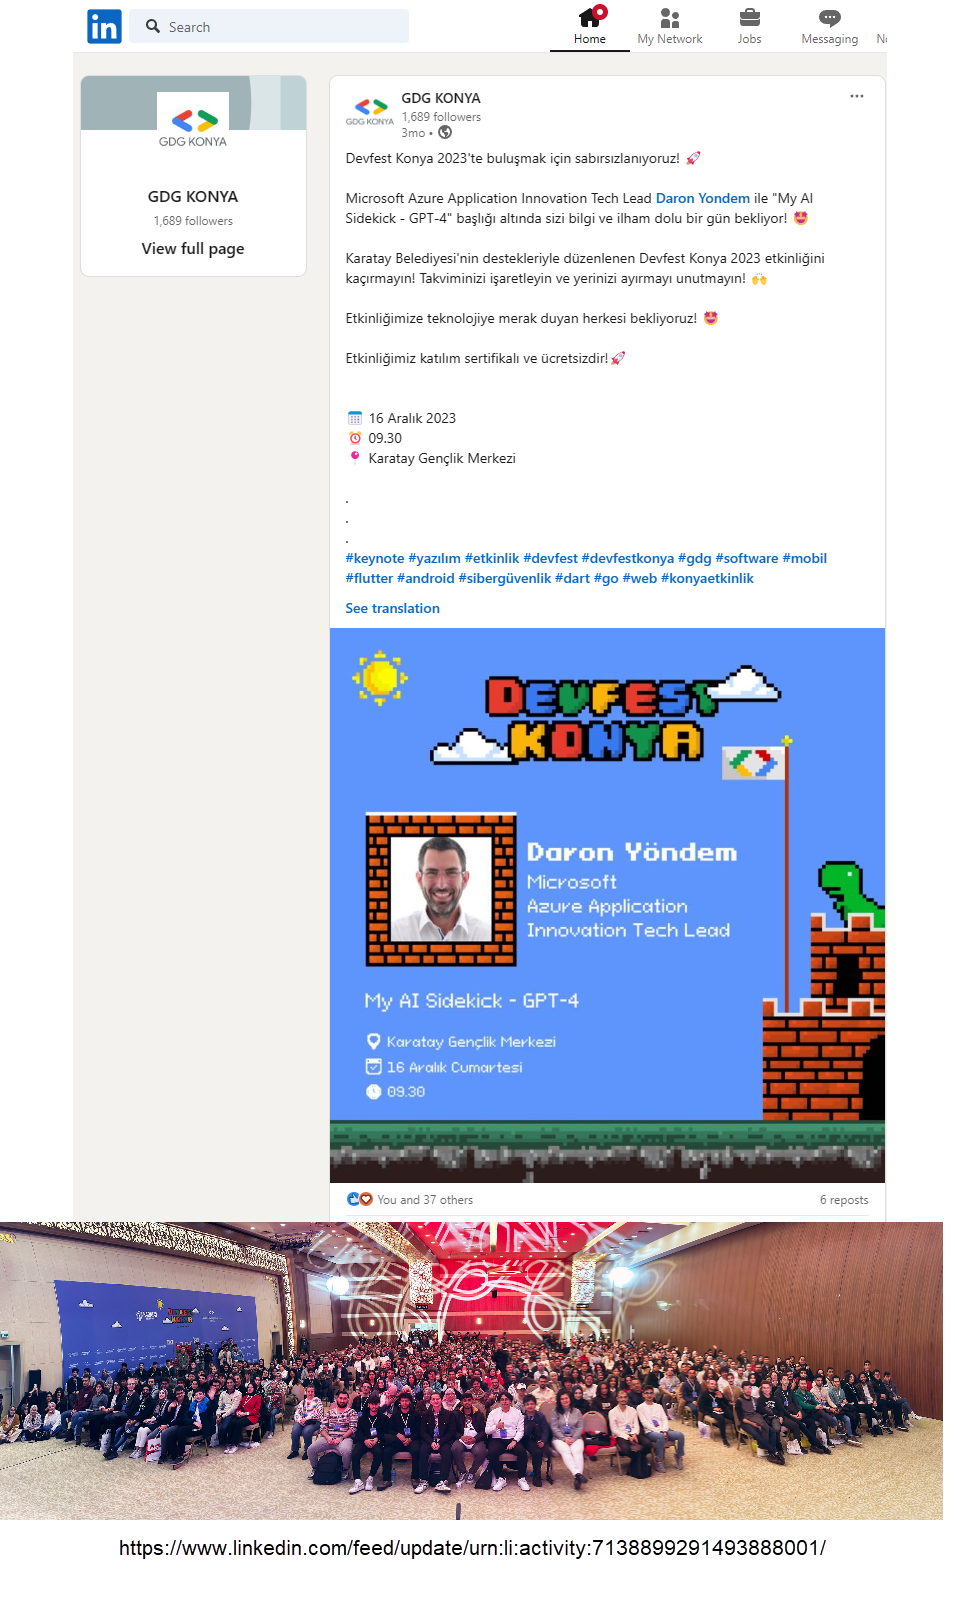 in
Search
Home
My Network
Jobs
Messaging
GDG KONYA
GDG KONYA
1,689 followers
View full page
GDG KONYA
GDG KONYA
1,689 followers
3mo •
Devfest Konya 2023'te buluşmak için sabırsızlanıyoruz! 🚀
Microsoft Azure Application Innovation Tech Lead Daron Yondem ile "My AI
Sidekick - GPT-4" başlığı altında sizi bilgi ve ilham dolu bir gün bekliyor! 🤩
Karatay Belediyesi'nin destekleriyle düzenlenen Devfest Konya 2023 etkinliğini
kaçırmayın! Takviminizi işaretleyin ve yerinizi ayırmayı unutmayın! 🙌
Etkinliğimize teknolojiye merak duyan herkesi bekliyoruz! 🤩
Etkinliğimiz katılım sertifikalı ve ücretsizdir!🚀
📅 16 Aralık 2023
⏰ 09.30
📍 Karatay Gençlik Merkezi
.
.
.
#keynote #yazılım #etkinlik #devfest #devfestkonya #gdg #software #mobil
#flutter #android #sibergüvenlik #dart #go #web #konyaetkinlik
See translation
DEVFEST
KONYA
Daron Yöndem
Microsoft
Azure Application
Innovation Tech Lead
My AI Sidekick - GPT-4
Karatay Gençlik Merkezi
16 Aralık Cumartesi
09.30
You and 37 others
6 reposts
DEVFEST
KONYA
https://www.linkedin.com/feed/update/urn:li:activity:7138899291493888001/